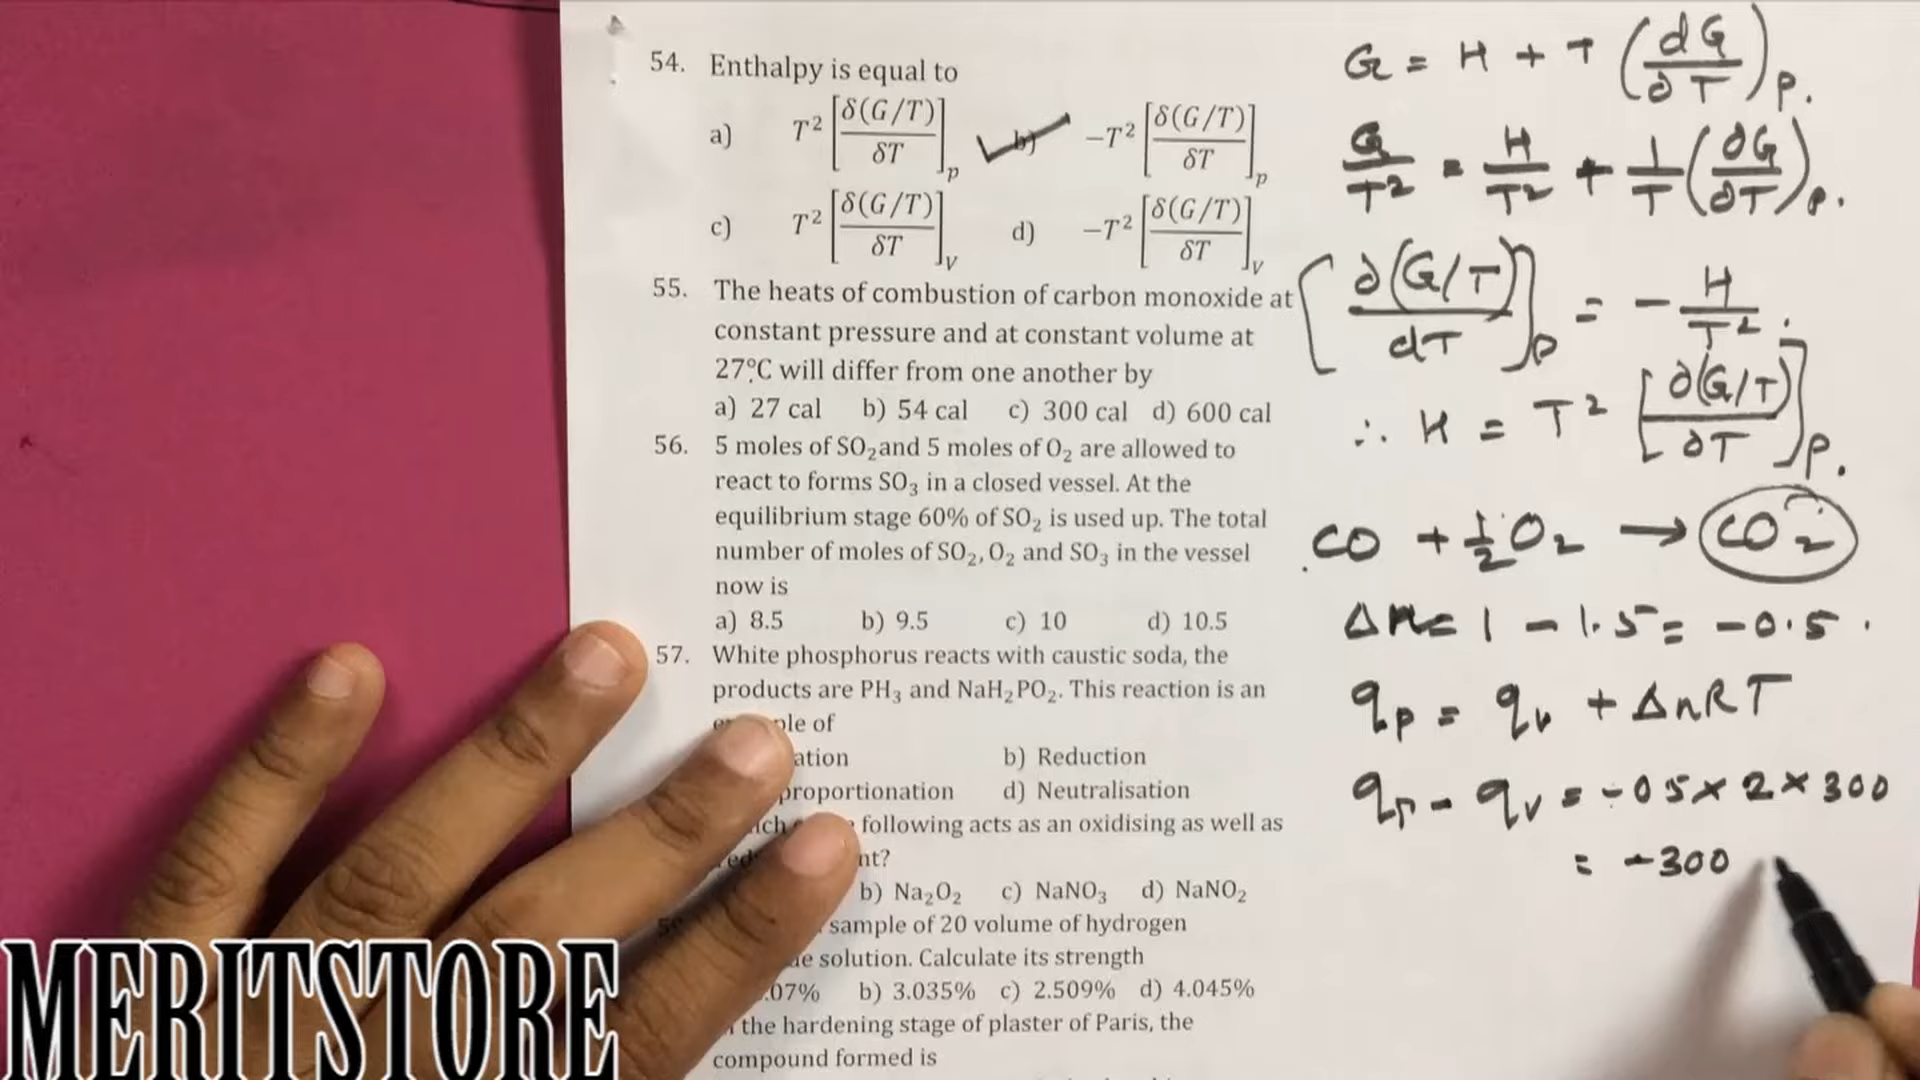 54. Enthalpy is equal to
a) T² [δ(G/T)/δT]p b) −T² [δ(G/T)/δT]p
c) T² [δ(G/T)/δT]V d) −T² [δ(G/T)/δT]V
55. The heats of combustion of carbon monoxide at
constant pressure and at constant volume at
27°C will differ from one another by
a) 27 cal b) 54 cal c) 300 cal d) 600 cal
56. 5 moles of SO₂and 5 moles of O₂ are allowed to
react to forms SO₃ in a closed vessel. At the
equilibrium stage 60% of SO₂ is used up. The total
number of moles of SO₂, O₂ and SO₃ in the vessel
now is
a) 8.5 b) 9.5 c) 10 d) 10.5
57. White phosphorus reacts with caustic soda, the
products are PH₃ and NaH₂PO₂. This reaction is an
of
b) Reduction
proportionation d) Neutralisation
following acts as an oxidising as well as
b) Na₂O₂ c) NaNO₃ d) NaNO₂
sample of 20 volume of hydrogen
solution. Calculate its strength
.07% b) 3.035% c) 2.509% d) 4.045%
the hardening stage of plaster of Paris, the
compound formed is
G = H + T (dG/∂T)p.
G/T² = H/T² + 1/T (∂G/∂T)p.
[∂(G/T)/dT]p = − H/T².
∴ H = T² [∂(G/T)/∂T]p.
CO + ½O₂ → CO₂
Δn = 1 − 1.5 = −0.5.
qp = qv + ΔnRT
qp − qv = −0.5 × 2 × 300
= −300
MERITSTORE